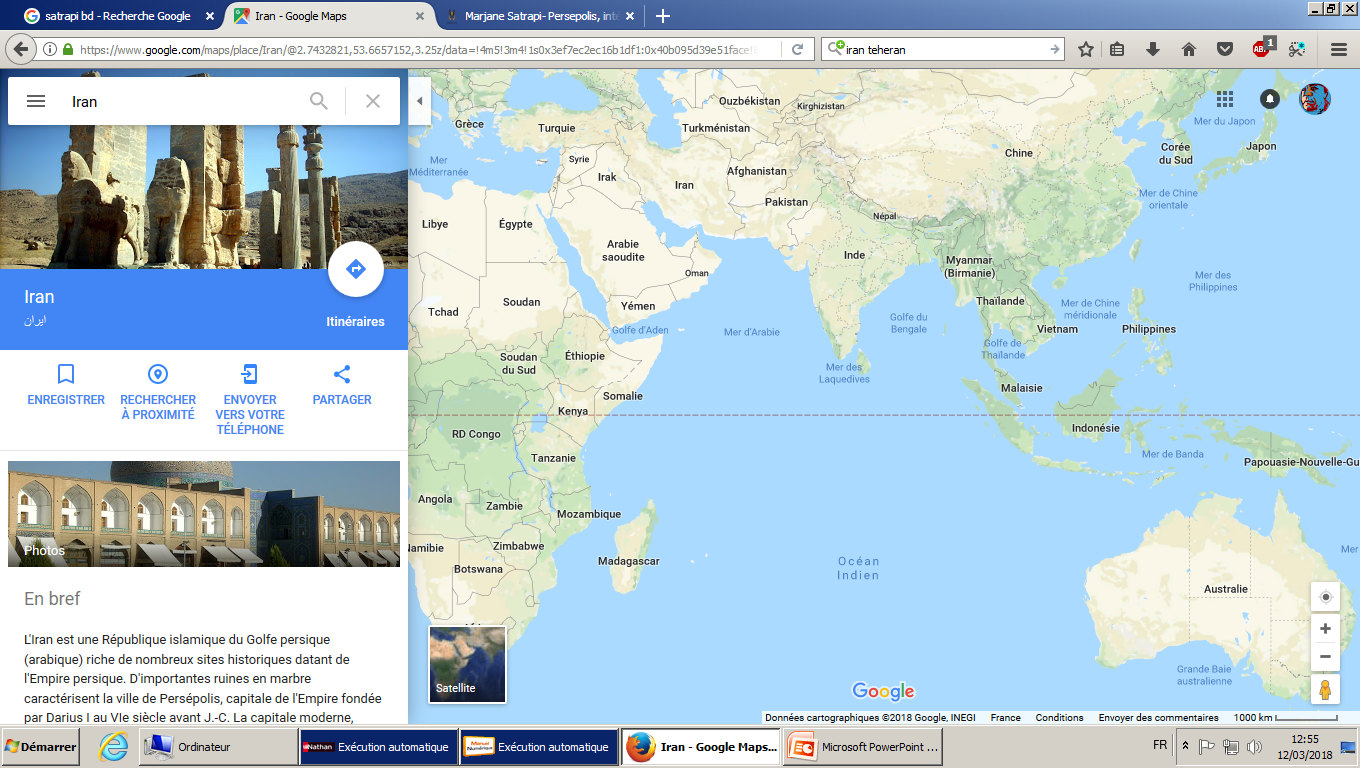 satrapi bd - Recherche Google
Iran - Google Maps
Marjane Satrapi- Persepolis, inte
https://www.google.com/maps/place/Iran/@2.7432821,53.6657152,3.25z/data=!4m5!3m4!1s0x3ef7ec2ec16b1df1:0x40b095d39e51face!
iran teheran
1
Iran
Iran
ایران
Itinéraires
ENREGISTRER
RECHERCHER
À PROXIMITÉ
ENVOYER
VERS VOTRE
TÉLÉPHONE
PARTAGER
Photos
En bref
L'Iran est une République islamique du Golfe persique
(arabique) riche de nombreux sites historiques datant de
l'Empire persique. D'importantes ruines en marbre
caractérisent la ville de Persépolis, capitale de l'Empire fondée
par Darius I au VIe siècle avant J.-C. La capitale moderne,
Ouzbékistan
Kirghizistan
Grèce
Turquie
Turkménistan
Mer du Japon
Corée
du Sud
Japon
Mer
Méditerranée
Syrie
Irak
Iran
Afghanistan
Chine
Pakistan
Mer de Chine
orientale
Libye
Égypte
Népal
Arabie
saoudite
Inde
Myanmar
(Birmanie)
Oman
Mer des
Philippines
Tchad
Soudan
Yémen
Thaïlande
Mer de Chine
méridionale
Golfe d'Aden
Mer d'Arabie
Golfe du
Bengale
Vietnam
Philippines
Soudan
du Sud
Éthiopie
Golfe de
Thaïlande
Mer des
Laquedives
Malaisie
Somalie
Kenya
RD Congo
Indonésie
Tanzanie
Mer de Banda
Papouasie-Nouvelle-Gu
Angola
Zambie
Mozambique
Namibie
Zimbabwe
Madagascar
Botswana
Océan
Indien
Mer
Australie
Satellite
Grande Baie
australienne
Google
Données cartographiques ©2018 Google, INEGI France Conditions Envoyer des commentaires 1000 km
Démarrer
Ordinateur
Nathan
Exécution automatique
Manuel
Numérique
Exécution automatique
Iran - Google Maps...
Microsoft PowerPoint ...
FR
12:55
12/03/2018